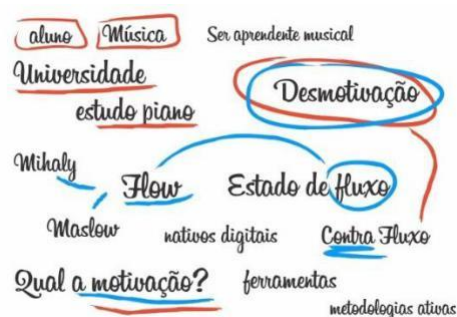 aluno Música Ser aprendente musical
Universidade
Desmotivação
estudo piano
Mihaly
Flow Estado de fluxo
Maslow nativos digitais Contra Fluxo
Qual a motivação? ferramentas
metodologias ativas